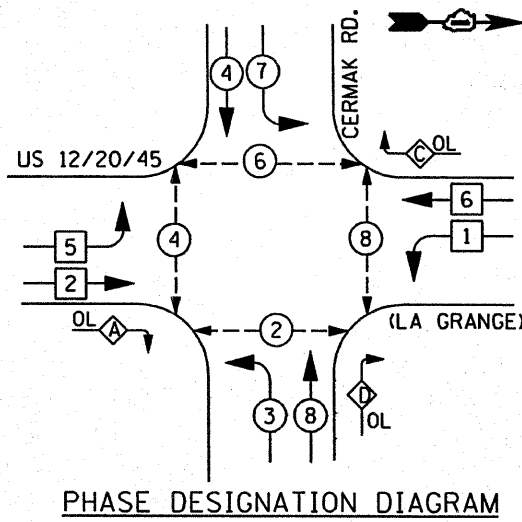 4
7
CERMAK RD.
C
OL
US 12/20/45
6
6
5
4
8
1
2
OL
A
2
(LA GRANGE)
3
8
D
OL
PHASE DESIGNATION DIAGRAM